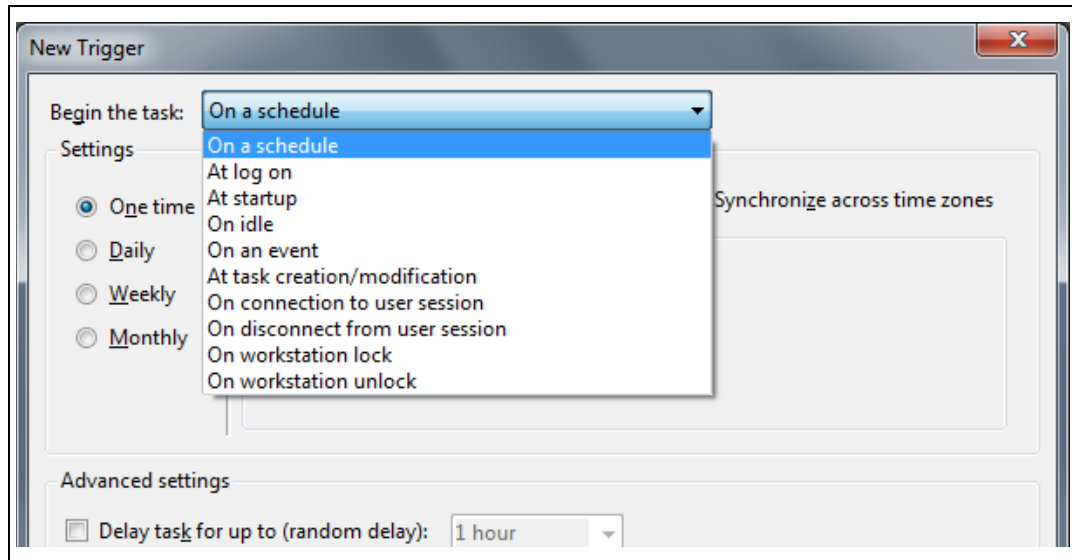 New Trigger
Begin the task: On a schedule
Settings
On a schedule
At log on
At startup
On idle
On an event
At task creation/modification
On connection to user session
On disconnect from user session
On workstation lock
On workstation unlock
One time
Daily
Weekly
Monthly
Synchronize across time zones
Advanced settings
Delay task for up to (random delay): 1 hour